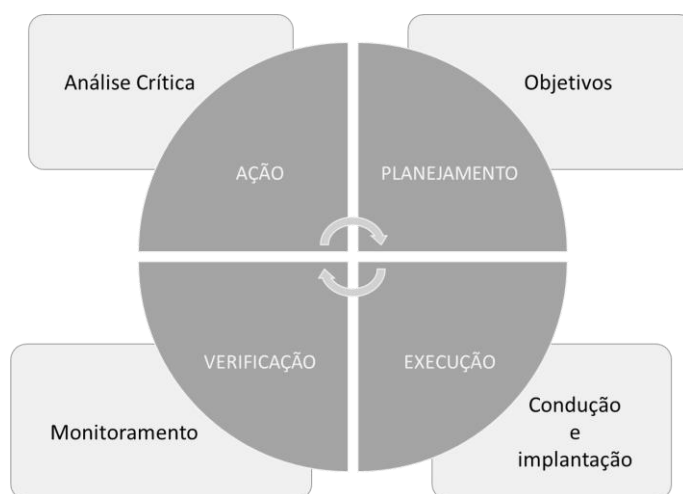 Análise Crítica
Objetivos
AÇÃO
PLANEJAMENTO
VERIFICAÇÃO
EXECUÇÃO
Monitoramento
Condução
e
implantação